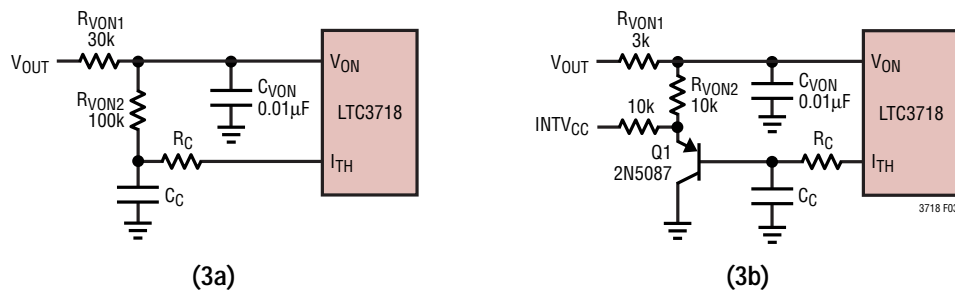 RVON1
30k
VOUT
VON
RVON2
100k
CVON
0.01µF
LTC3718
RC
ITH
CC
(3a)
RVON1
3k
VOUT
VON
RVON2
10k
CVON
0.01µF
LTC3718
10k
INTVCC
Q1
2N5087
RC
ITH
CC
3718 F03
(3b)